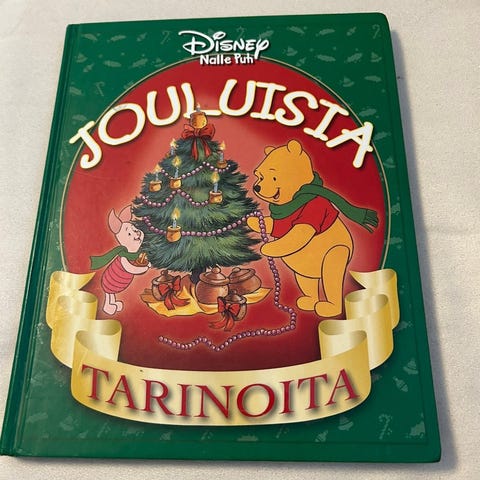 Disney
Nalle Puh
JOULUISIA
TARINOITA